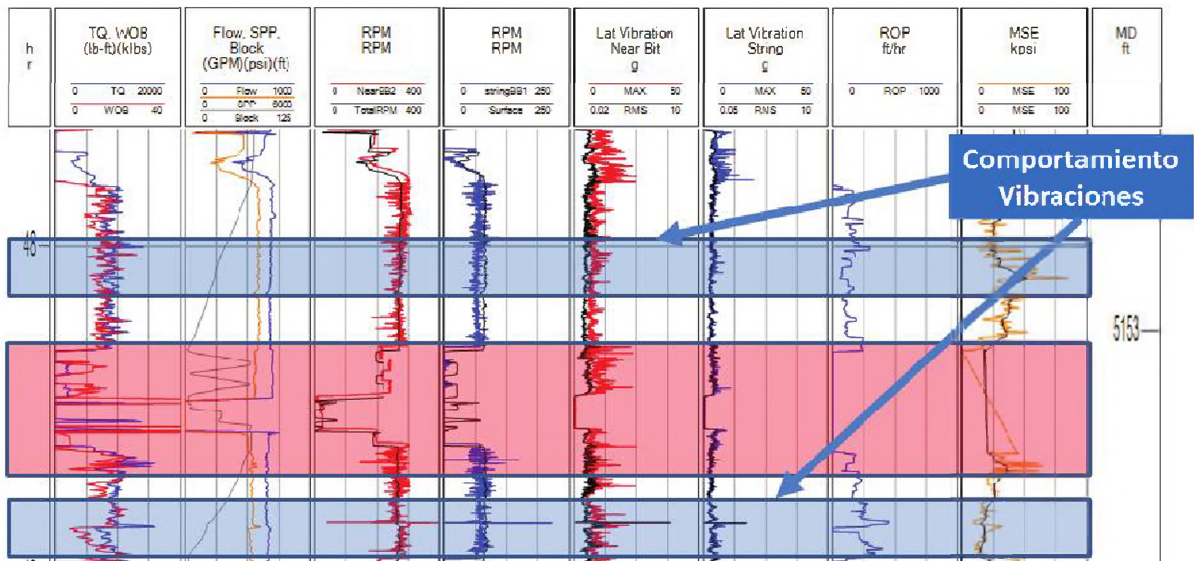 h
r
TQ. WOB
(lb-ft)(klbs)
0 TQ 20000
0 WOB 40
Flow. SPP.
Block
(GPM)(psi)(ft)
0 Flow 1000
0 SPP 6000
0 Block 125
RPM
RPM
0 NearBB2 400
0 TotalRPM 400
RPM
RPM
0 stringBB1 250
0 Surface 250
Lat Vibration
Near Bit
g
0 MAX 50
0.02 RMS 10
Lat Vibration
String
g
0 MAX 50
0.05 RMS 10
ROP
ft/hr
0 ROP 1000
MSE
kpsi
0 MSE 100
0 MSE 100
MD
ft
Comportamiento
Vibraciones
48
5153